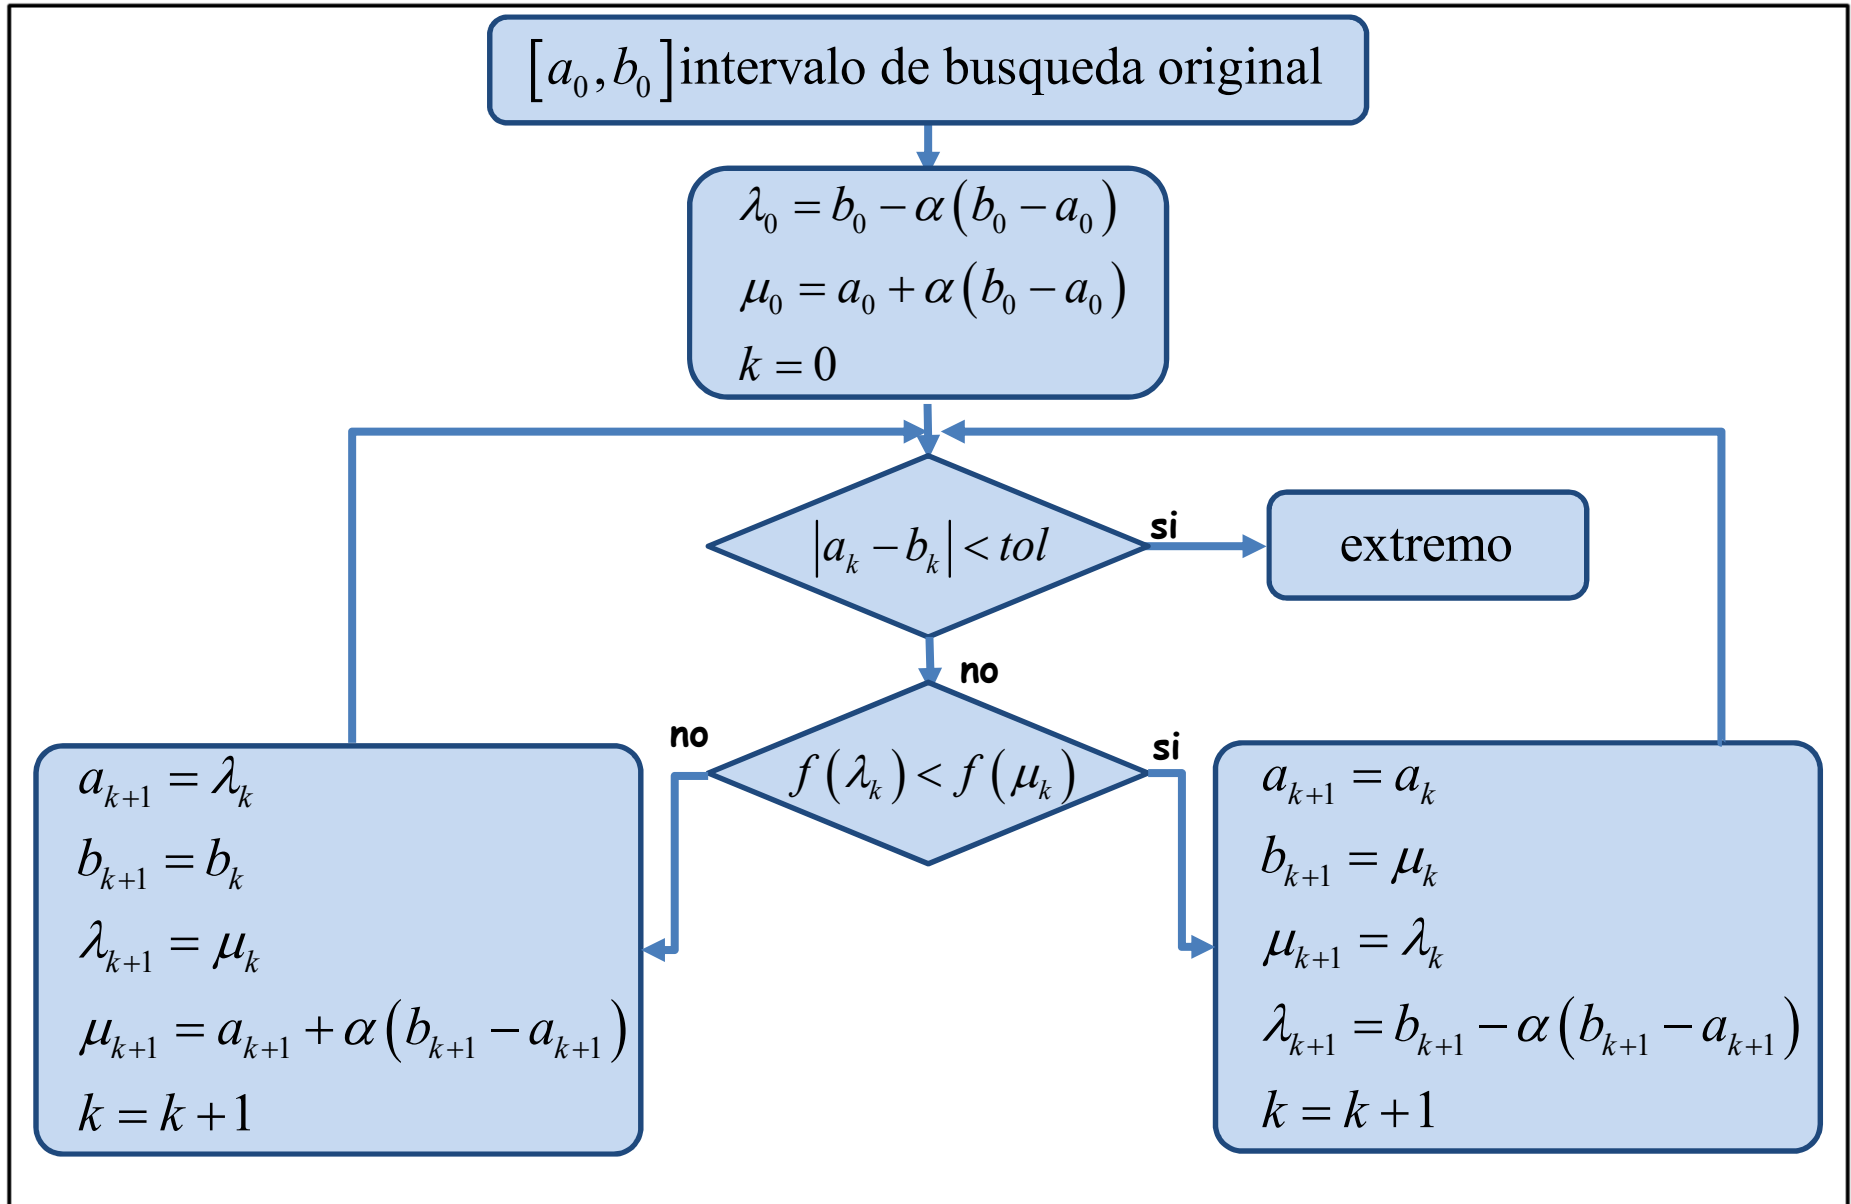 [a₀, b₀] intervalo de busqueda original
λ₀ = b₀ − α(b₀ − a₀)
μ₀ = a₀ + α(b₀ − a₀)
k = 0
|aₖ − bₖ| < tol
si
extremo
no
f(λₖ) < f(μₖ)
no
si
aₖ₊₁ = λₖ
bₖ₊₁ = bₖ
λₖ₊₁ = μₖ
μₖ₊₁ = aₖ₊₁ + α(bₖ₊₁ − aₖ₊₁)
k = k + 1
aₖ₊₁ = aₖ
bₖ₊₁ = μₖ
μₖ₊₁ = λₖ
λₖ₊₁ = bₖ₊₁ − α(bₖ₊₁ − aₖ₊₁)
k = k + 1